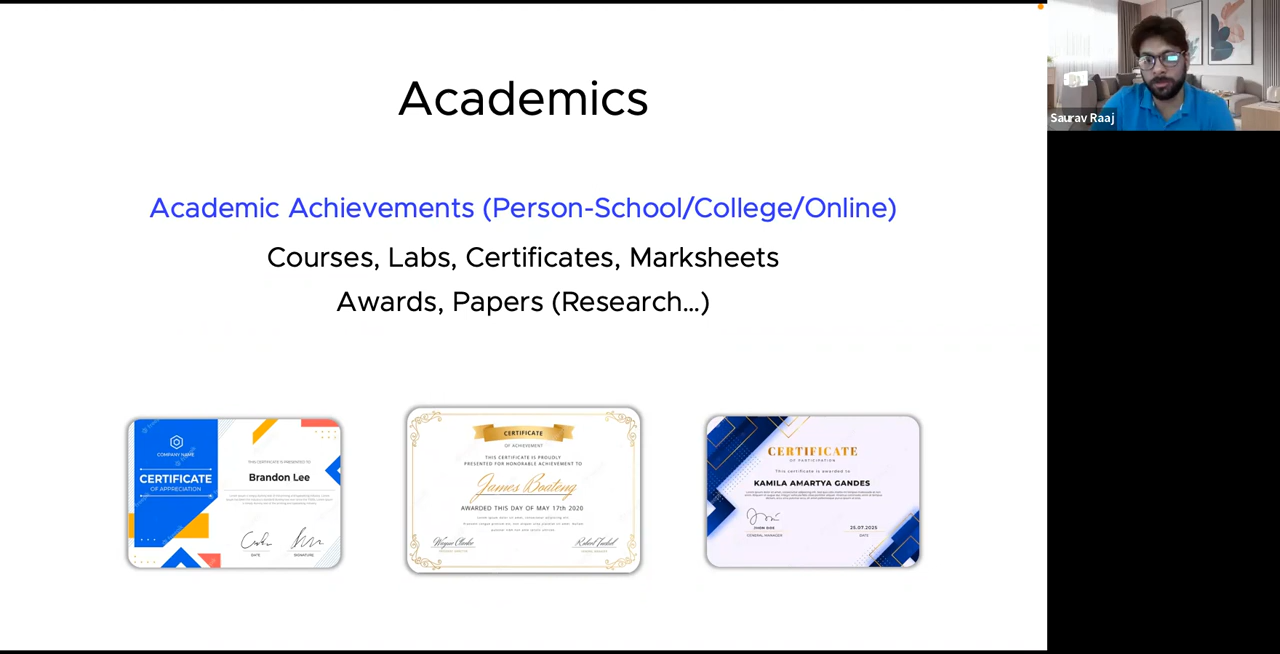 Academics
Academic Achievements (Person-School/College/Online)
Courses, Labs, Certificates, Marksheets
Awards, Papers (Research...)
COMPANY NAME
CERTIFICATE
OF APPRECIATION
THIS CERTIFICATE IS PRESENTED TO
Brandon Lee
DATE
SIGNATURE
CERTIFICATE
OF ACHIEVEMENT
THIS CERTIFICATE IS PROUDLY
PRESENTED FOR HONORABLE ACHIEVEMENT TO
James Boateng
AWARDED THIS DAY OF MAY 17th 2020
CERTIFICATE
OF PARTICIPATION
This certificate is awarded to
KAMILA AMARTYA GANDES
GENERAL MANAGER
25.07.2025
DATE
Saurav Raaj